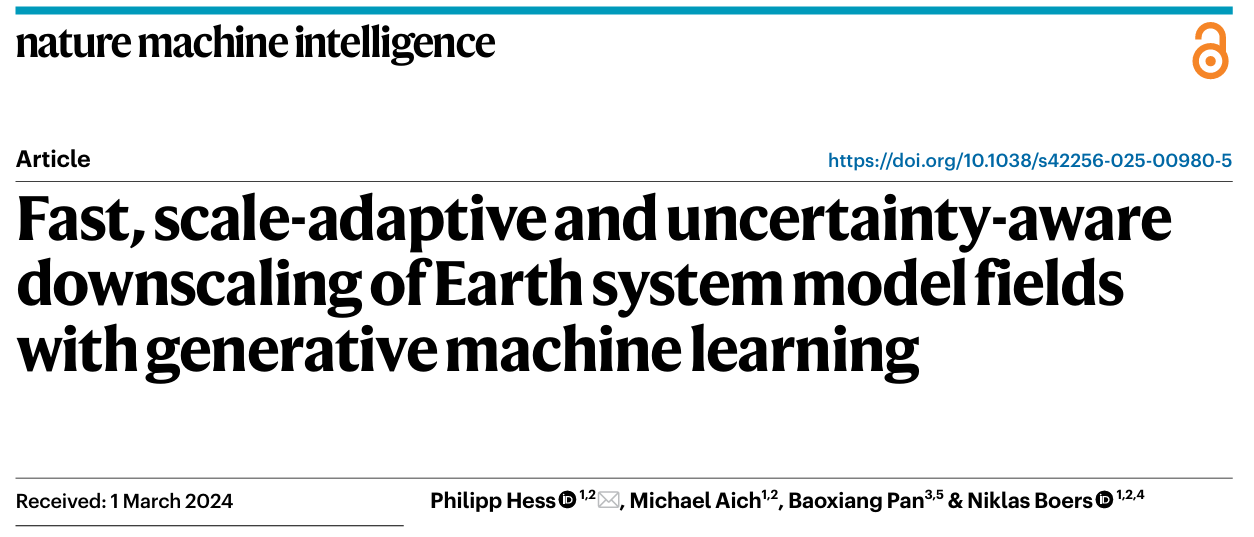 nature machine intelligence
Article
https://doi.org/10.1038/s42256-025-00980-5
Fast, scale-adaptive and uncertainty-aware
downscaling of Earth system model fields
with generative machine learning
Received: 1 March 2024
Philipp Hess iD 1,2, Michael Aich1,2, Baoxiang Pan3,5 & Niklas Boers iD 1,2,4